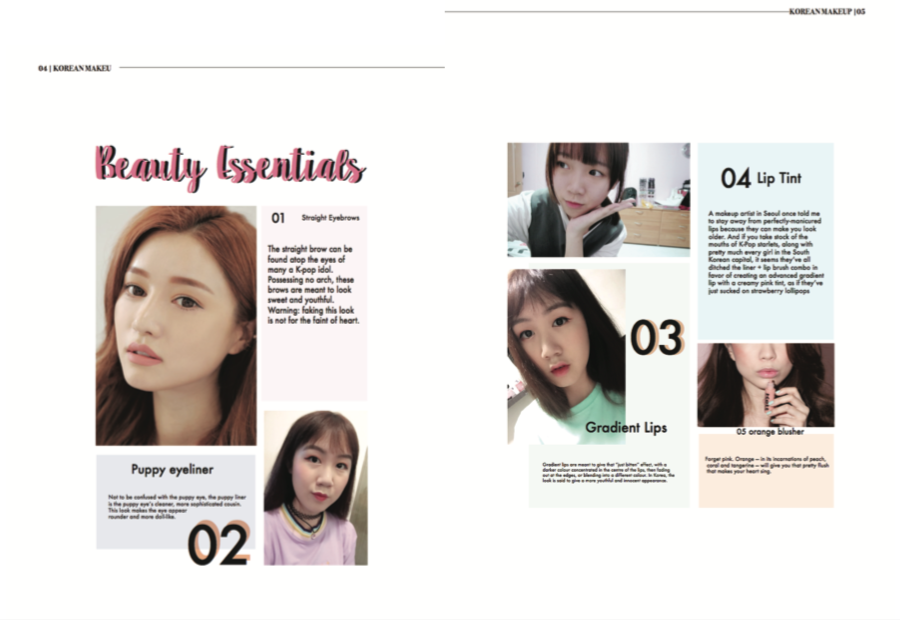 KOREAN MAKEUP | 05
04 | KOREAN MAKEU
Beauty Essentials
01 Straight Eyebrows
The straight brow can be
found atop the eyes of
many a K-pop idol.
Possessing no arch, these
brows are meant to look
sweet and youthful.
Warning: faking this look
is not for the faint of heart.
Puppy eyeliner
Not to be confused with the puppy eye, the puppy liner
is the puppy eye's cleaner, more sophisticated cousin.
This look makes the eye appear
rounder and more doll-like.
02
03
Gradient Lips
Gradient lips are meant to give that "just bitten" effect, with a
darker colour concentrated in the centre of the lips, then fading
out at the edges, or blending into a different colour. In Korea, the
look is said to give a more youthful and innocent appearance.
04 Lip Tint
A makeup artist in Seoul once told me
to stay away from perfectly-manicured
lips because they can make you look
older. And if you take stock of the
mouths of K-Pop starlets, along with
pretty much every girl in the South
Korean capital, it seems they've all
ditched the liner + lip brush combo in
favor of creating an advanced gradient
lip with a creamy pink tint, as if they've
just sucked on strawberry lollipops
05 orange blusher
Forget pink. Orange – in its incarnations of peach,
coral and tangerine – will give you that pretty flush
that makes your heart sing.